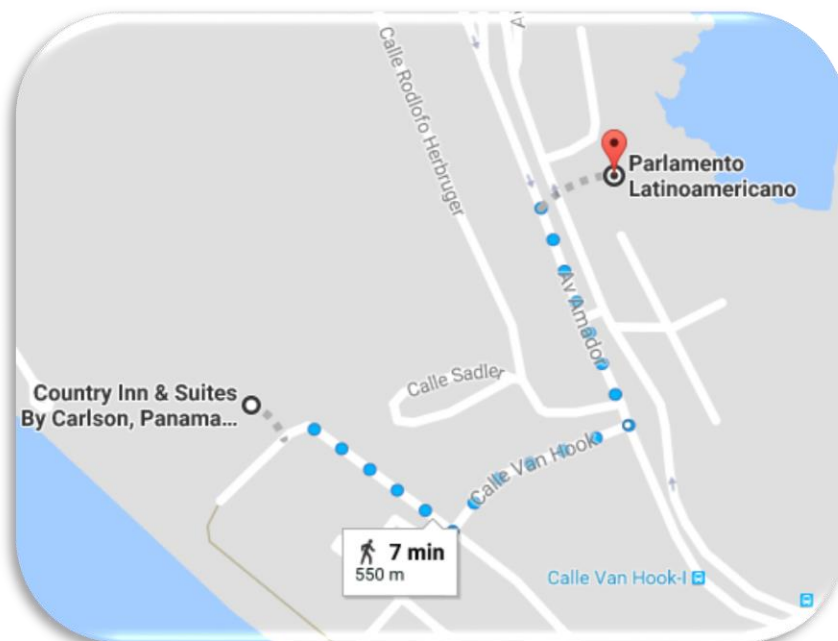 Calle Rodlofo Herbruger
Av
Parlamento
Latinoamericano
Av Amador
Country Inn & Suites
By Carlson, Panama...
Calle Sadler
Calle Van Hook
7 min
550 m
Calle Van Hook-I